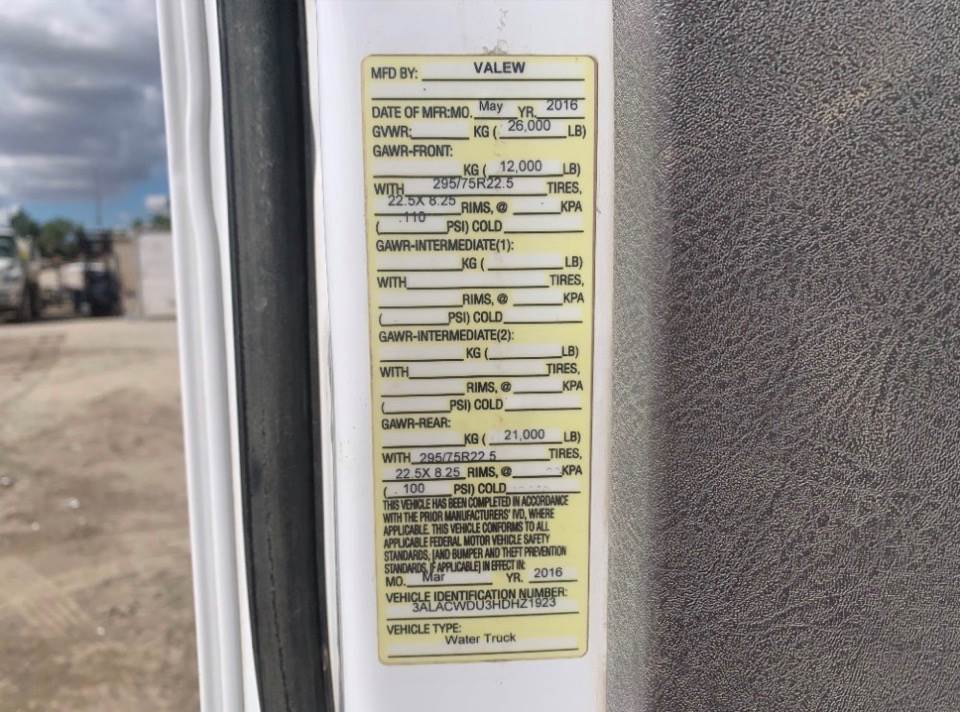 MFD BY: VALEW
DATE OF MFR:MO. May YR. 2016
GVWR: KG ( 26,000 LB)
GAWR-FRONT:
KG ( 12,000 LB)
WITH 295/75R22.5 TIRES,
22.5X 8.25 RIMS, @ KPA
( .110 PSI) COLD
GAWR-INTERMEDIATE(1):
KG ( LB)
WITH TIRES,
RIMS, @ KPA
( PSI) COLD
GAWR-INTERMEDIATE(2):
KG ( LB)
WITH TIRES,
RIMS, @ KPA
( PSI) COLD
GAWR-REAR:
KG ( 21,000 LB)
WITH 295/75R22.5 TIRES,
22.5X 8.25 RIMS, @ KPA
( . 100 PSI) COLD
THIS VEHICLE HAS BEEN COMPLETED IN ACCORDANCE
WITH THE PRIOR MANUFACTURERS' IVD, WHERE
APPLICABLE. THIS VEHICLE CONFORMS TO ALL
APPLICABLE FEDERAL MOTOR VEHICLE SAFETY
STANDARDS, [AND BUMPER AND THEFT PREVENTION
STANDARDS, IF APPLICABLE] IN EFFECT IN:
MO. Mar YR. 2016
VEHICLE IDENTIFICATION NUMBER:
3ALACWDU3HDHZ1923
VEHICLE TYPE:
Water Truck